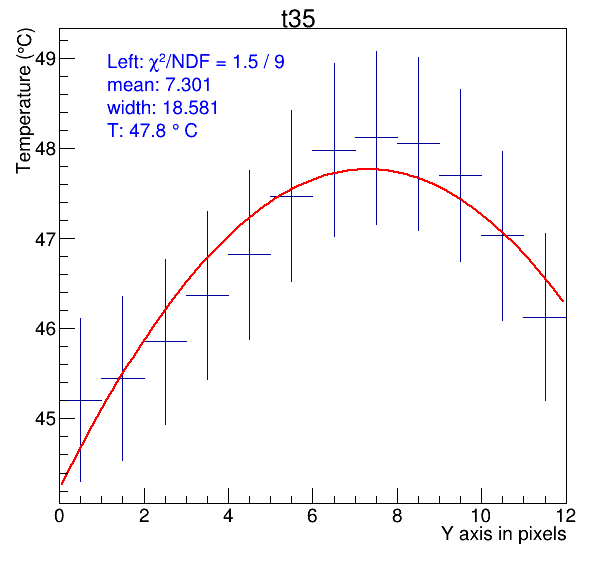 t35
Temperature (°C)
Left: χ²/NDF = 1.5 / 9
mean: 7.301
width: 18.581
T: 47.8 ° C
49
48
47
46
45
0 2 4 6 8 10 12
Y axis in pixels